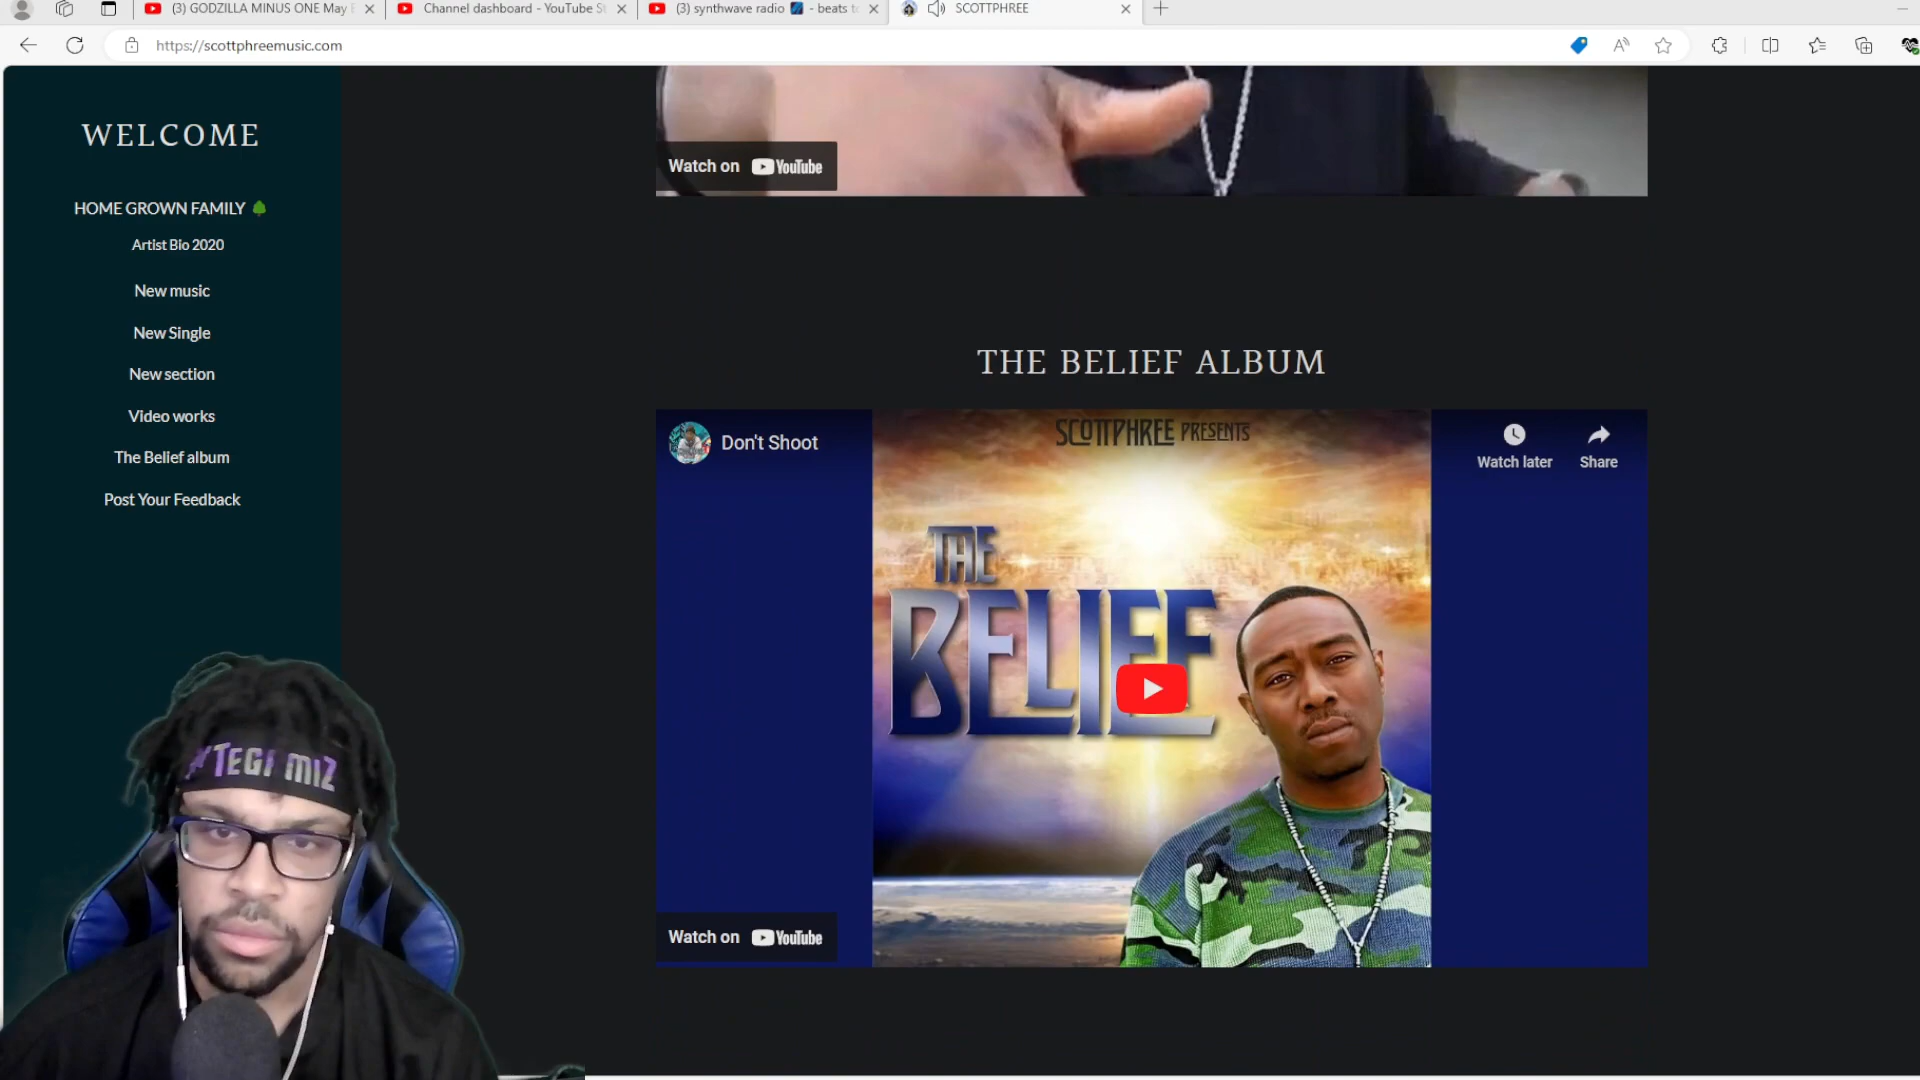 (3) GODZILLA MINUS ONE May
Channel dashboard - YouTube St
(3) synthwave radio 🌌 - beats t
SCOTTPHREE
https://scottphreemusic.com
WELCOME
HOME GROWN FAMILY 🌳
Artist Bio 2020
New music
New Single
New section
Video works
The Belief album
Post Your Feedback
Watch on YouTube
THE BELIEF ALBUM
Don't Shoot
SCOTTPHREE PRESENTS
Watch later
Share
THE
BELIEF
Watch on YouTube
TEGI MIZ